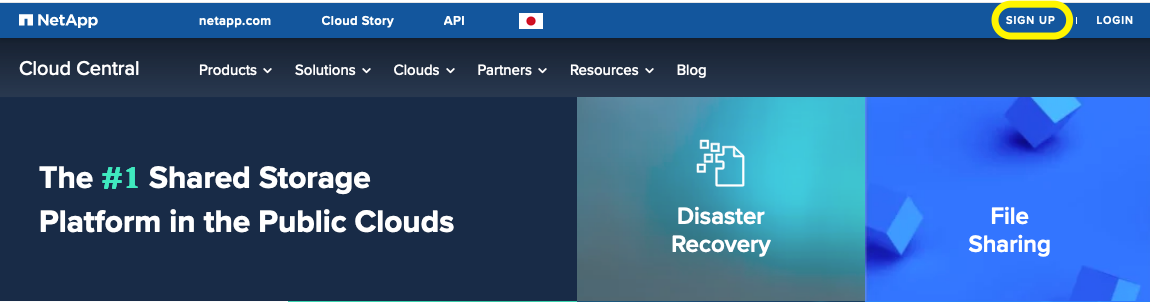 NetApp
netapp.com
Cloud Story
API
SIGN UP
LOGIN
Cloud Central
Products
Solutions
Clouds
Partners
Resources
Blog
The #1 Shared Storage
Platform in the Public Clouds
Disaster
Recovery
File
Sharing